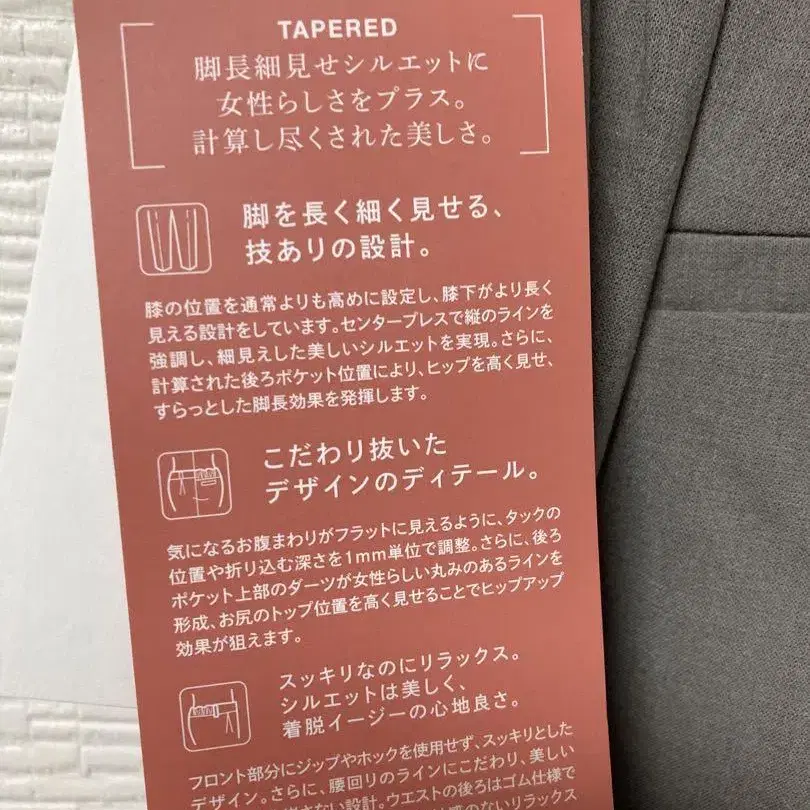 TAPERED
脚長細見せシルエットに
女性らしさをプラス。
計算し尽くされた美しさ。
脚を長く細く見せる、
技ありの設計。
膝の位置を通常よりも高めに設定し、膝下がより長く
見える設計をしています。センタープレスで縦のラインを
強調し、細見えした美しいシルエットを実現。さらに、
計算された後ろポケット位置により、ヒップを高く見せ、
すらっとした脚長効果を発揮します。
こだわり抜いた
デザインのディテール。
気になるお腹まわりがフラットに見えるように、タックの
位置や折り込む深さを1mm単位で調整。さらに、後ろ
ポケット上部のダーツが女性らしい丸みのあるラインを
形成、お尻のトップ位置を高く見せることでヒップアップ
効果が狙えます。
スッキリなのにリラックス。
シルエットは美しく、
着脱イージーの心地良さ。
フロント部分にジップやホックを使用せず、スッキリとした
デザイン。さらに、腰回りのラインにこだわり、美しい
さない設計。ウエストの後ろはゴム仕様で
感のないリラックス